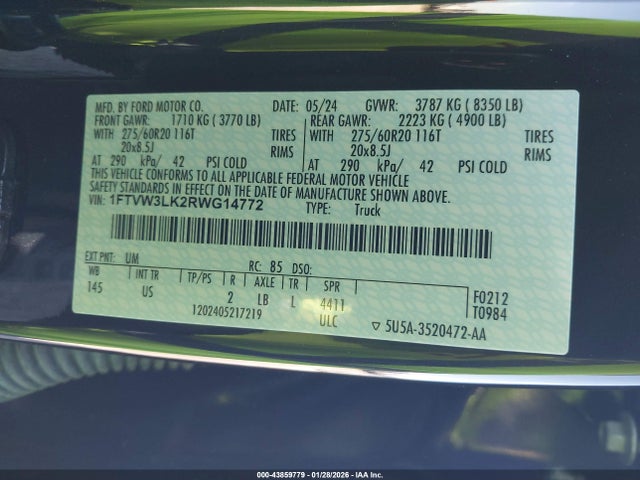 MFD. BY FORD MOTOR CO. DATE: 05/24 GVWR: 3787 KG ( 8350 LB)
FRONT GAWR: 1710 KG ( 3770 LB) REAR GAWR: 2223 KG ( 4900 LB)
WITH 275/60R20 116T TIRES WITH 275/60R20 116T TIRES
20x8.5J RIMS 20x8.5J RIMS
AT 290 kPa/ 42 PSI COLD AT 290 kPa/ 42 PSI COLD
THIS VEHICLE CONFORMS TO ALL APPLICABLE FEDERAL MOTOR VEHICLE
SAFETY STANDARDS IN EFFECT ON THE DATE OF MANUFACTURE SHOWN ABOVE.
VIN: 1FTVW3LK2RWG14772 TYPE: Truck
EXT PNT: UM RC: 85 DSO:
WB INT TR TP/PS R AXLE TR SPR
145 US 2 LB L 4411 F0212
1202405217219 ULC T0984
5U5A-3520472-AA
000-43859779 | 01/28/2026 | IAA Inc.